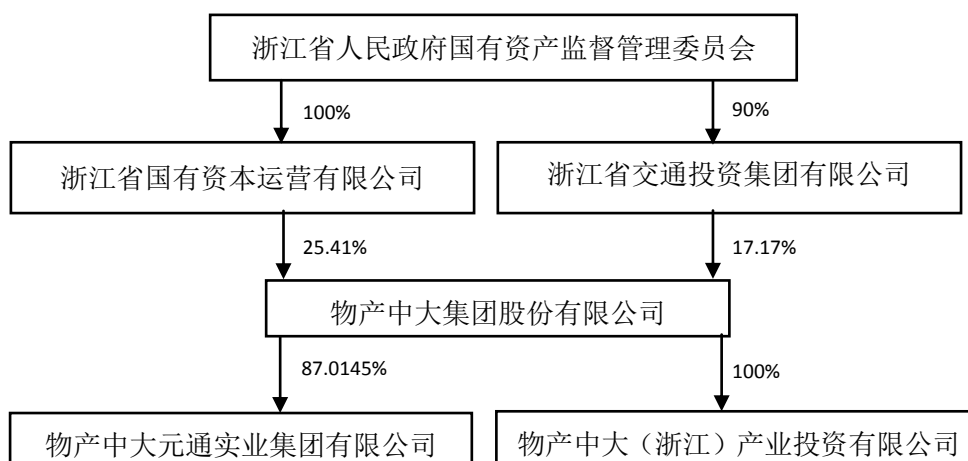 浙江省人民政府国有资产监督管理委员会
100%
90%
浙江省国有资本运营有限公司
浙江省交通投资集团有限公司
25.41%
17.17%
物产中大集团股份有限公司
87.0145%
100%
物产中大元通实业集团有限公司
物产中大（浙江）产业投资有限公司